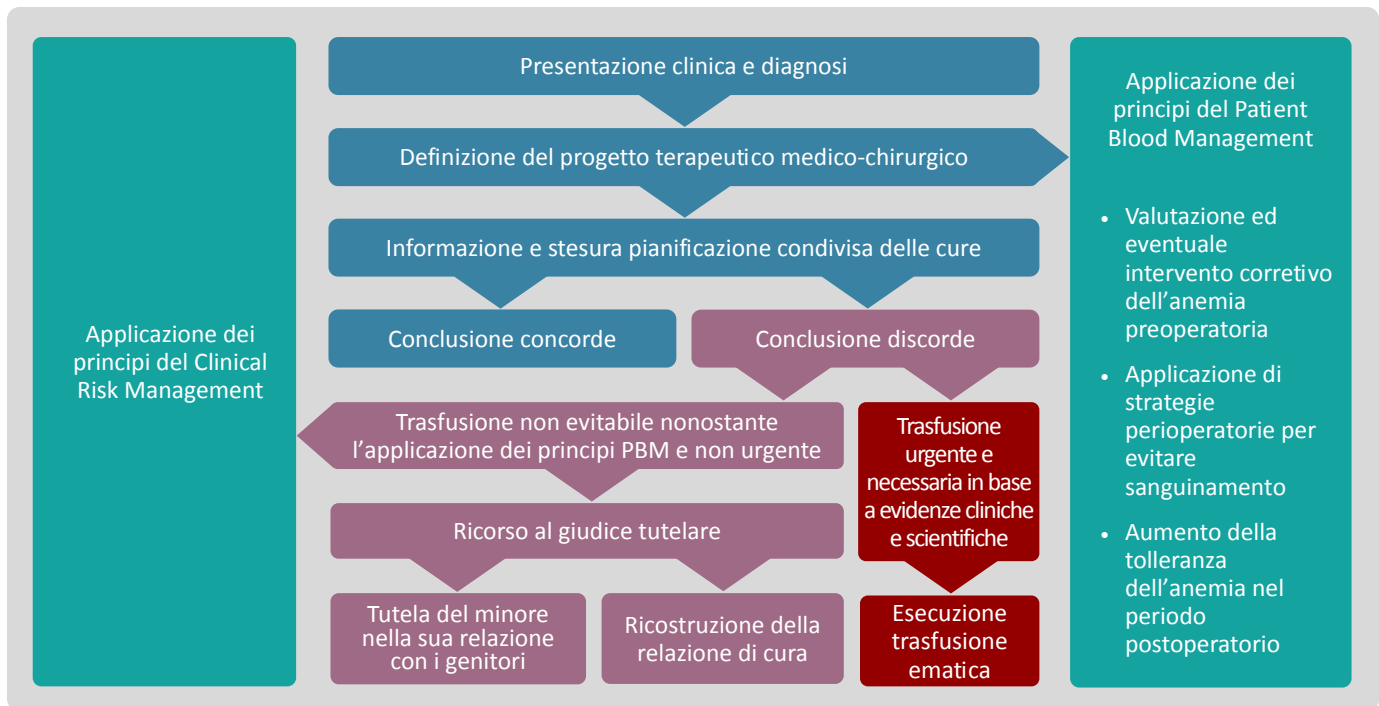 Applicazione dei
principi del Clinical
Risk Management
Presentazione clinica e diagnosi
Definizione del progetto terapeutico medico-chirurgico
Informazione e stesura pianificazione condivisa delle cure
Conclusione concorde
Conclusione discorde
Trasfusione non evitabile nonostante
l’applicazione dei principi PBM e non urgente
Trasfusione
urgente e
necessaria in base
a evidenze cliniche
e scientifiche
Ricorso al giudice tutelare
Tutela del minore
nella sua relazione
con i genitori
Ricostruzione della
relazione di cura
Esecuzione
trasfusione
ematica
Applicazione dei
principi del Patient
Blood Management
• Valutazione ed
eventuale
intervento corretivo
dell’anemia
preoperatoria
• Applicazione di
strategie
perioperatorie per
evitare
sanguinamento
• Aumento della
tolleranza
dell’anemia nel
periodo
postoperatorio